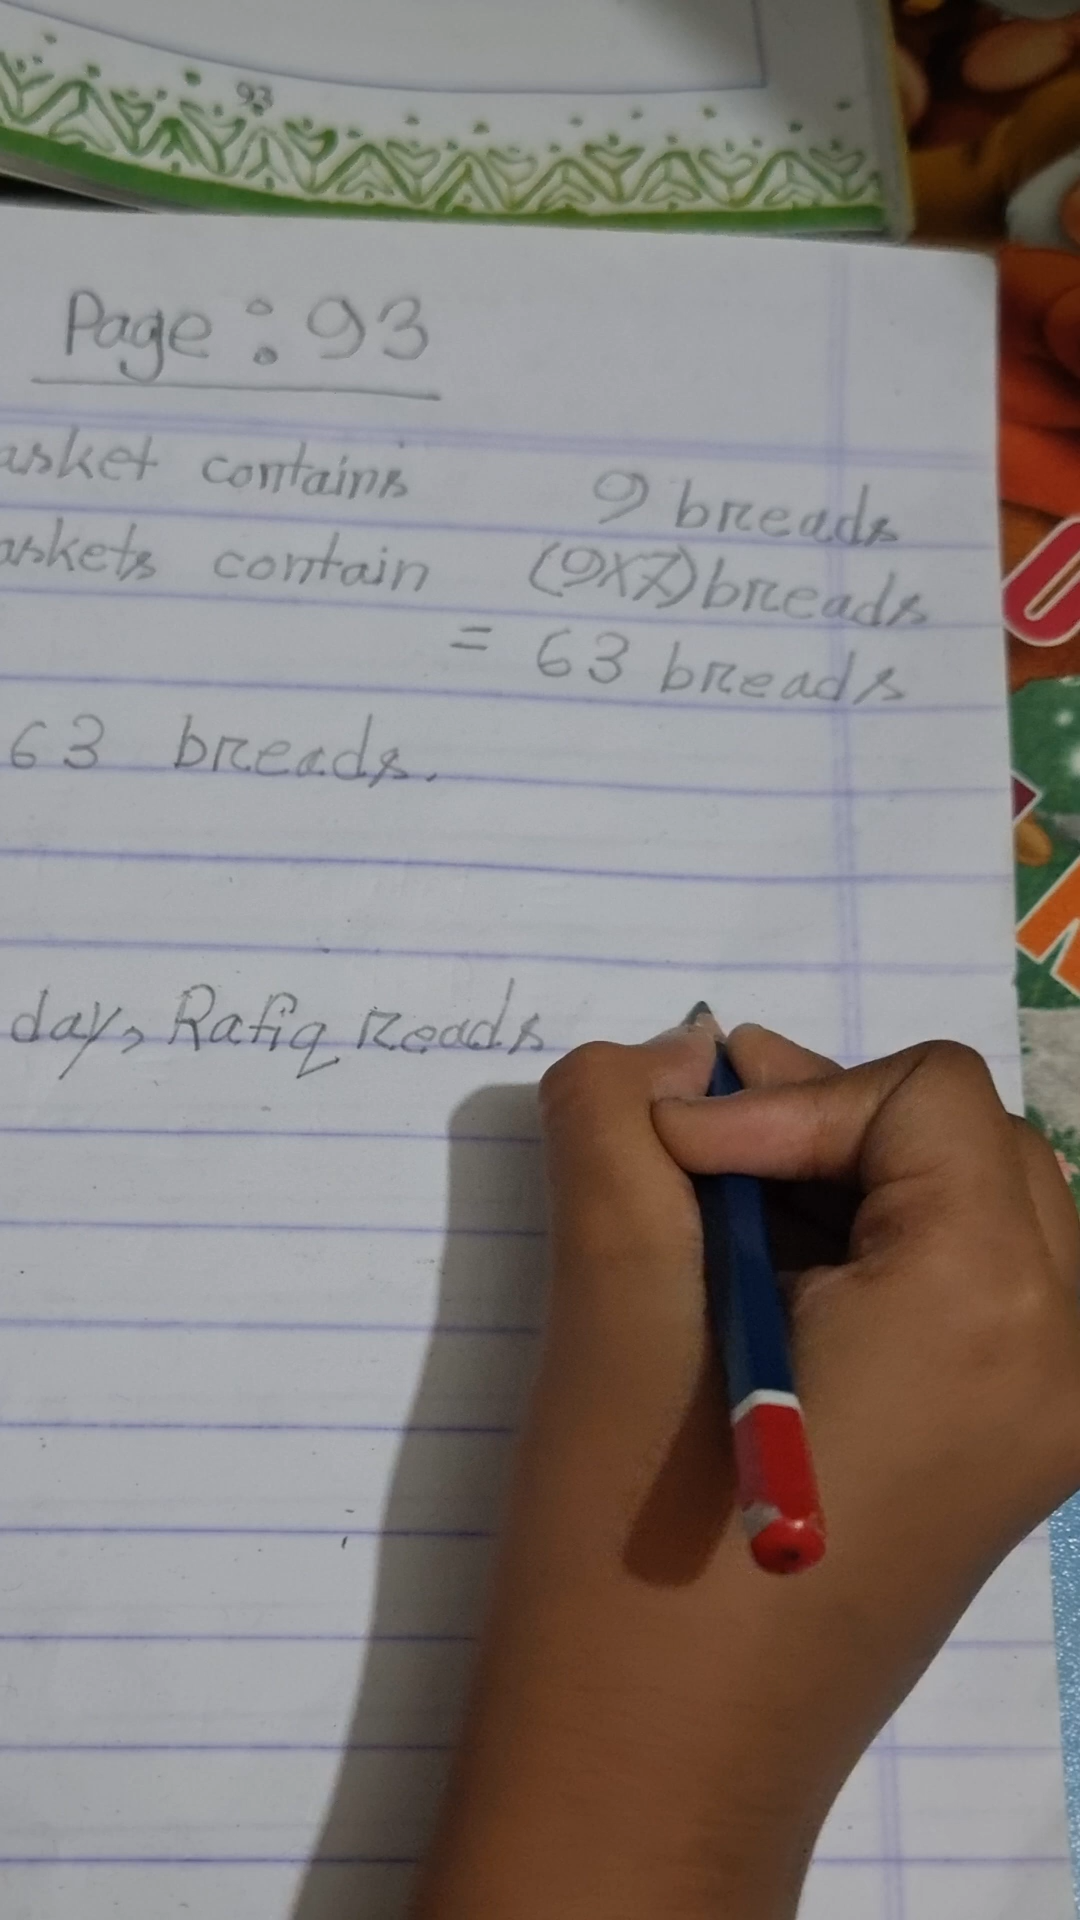 93
Page : 93
asket contains 9 breads
askets contain (9x7) breads
= 63 breads
63 breads.
day, Rafiq reads